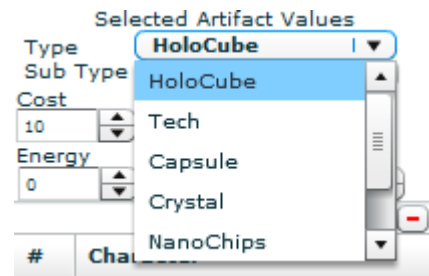 Selected Artifact Values
Type HoloCube
Sub Type
HoloCube
Cost
10
Tech
Energy
0
Capsule
Crystal
NanoChips
#